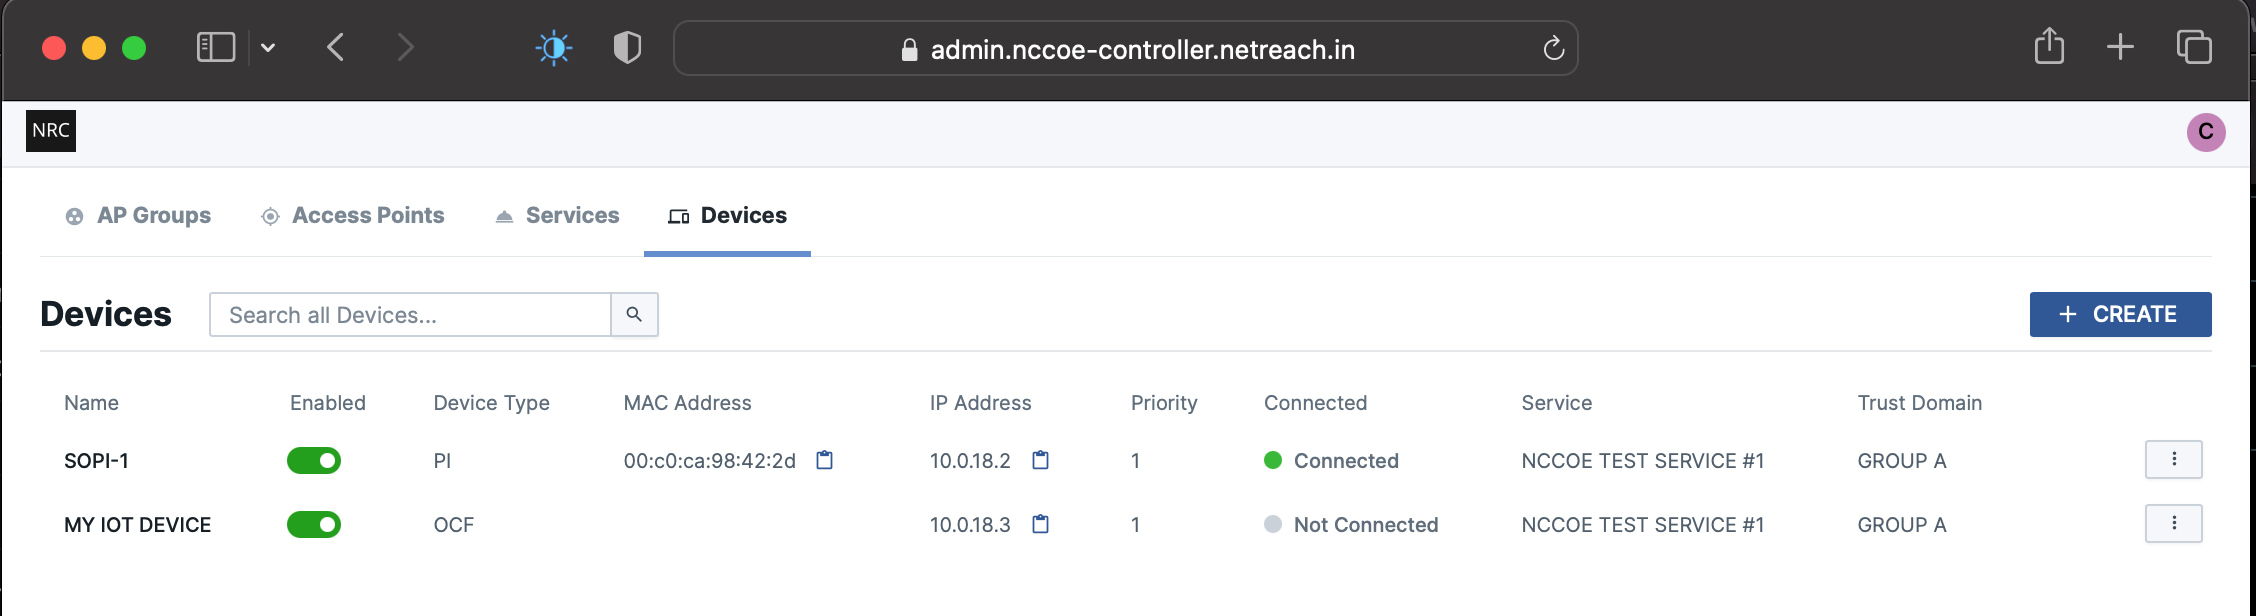 admin.nccoe-controller.netreach.in
NRC
C
AP Groups Access Points Services Devices
Devices Search all Devices... + CREATE
Name Enabled Device Type MAC Address IP Address Priority Connected Service Trust Domain
SOPI-1 PI 00:c0:ca:98:42:2d 10.0.18.2 1 Connected NCCOE TEST SERVICE #1 GROUP A
MY IOT DEVICE OCF 10.0.18.3 1 Not Connected NCCOE TEST SERVICE #1 GROUP A